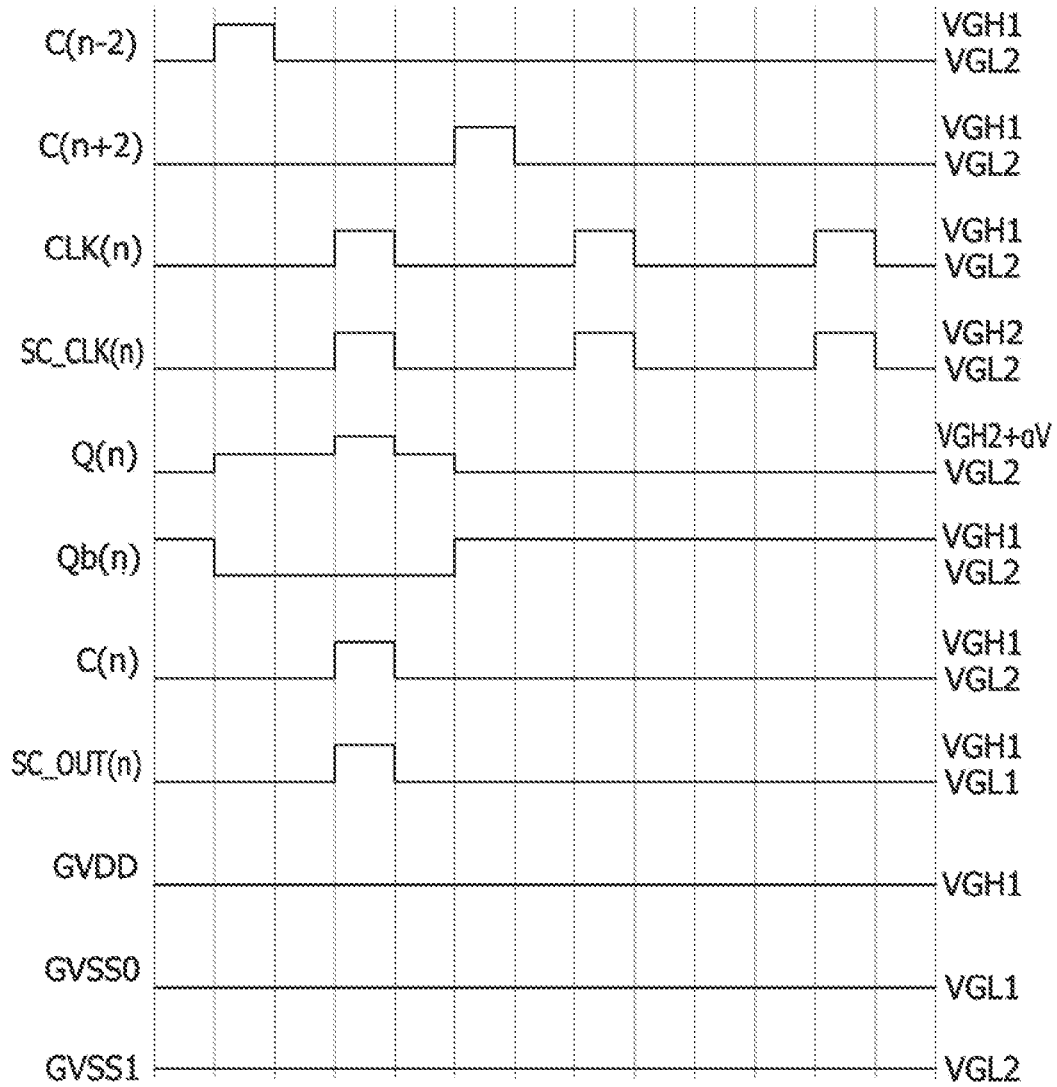 C(n-2) VGH1
VGL2
C(n+2) VGH1
VGL2
CLK(n) VGH1
VGL2
SC_CLK(n) VGH2
VGL2
Q(n) VGH2+αV
VGL2
Qb(n) VGH1
VGL2
C(n) VGH1
VGL2
SC_OUT(n) VGH1
VGL1
GVDD VGH1
GVSS0 VGL1
GVSS1 VGL2